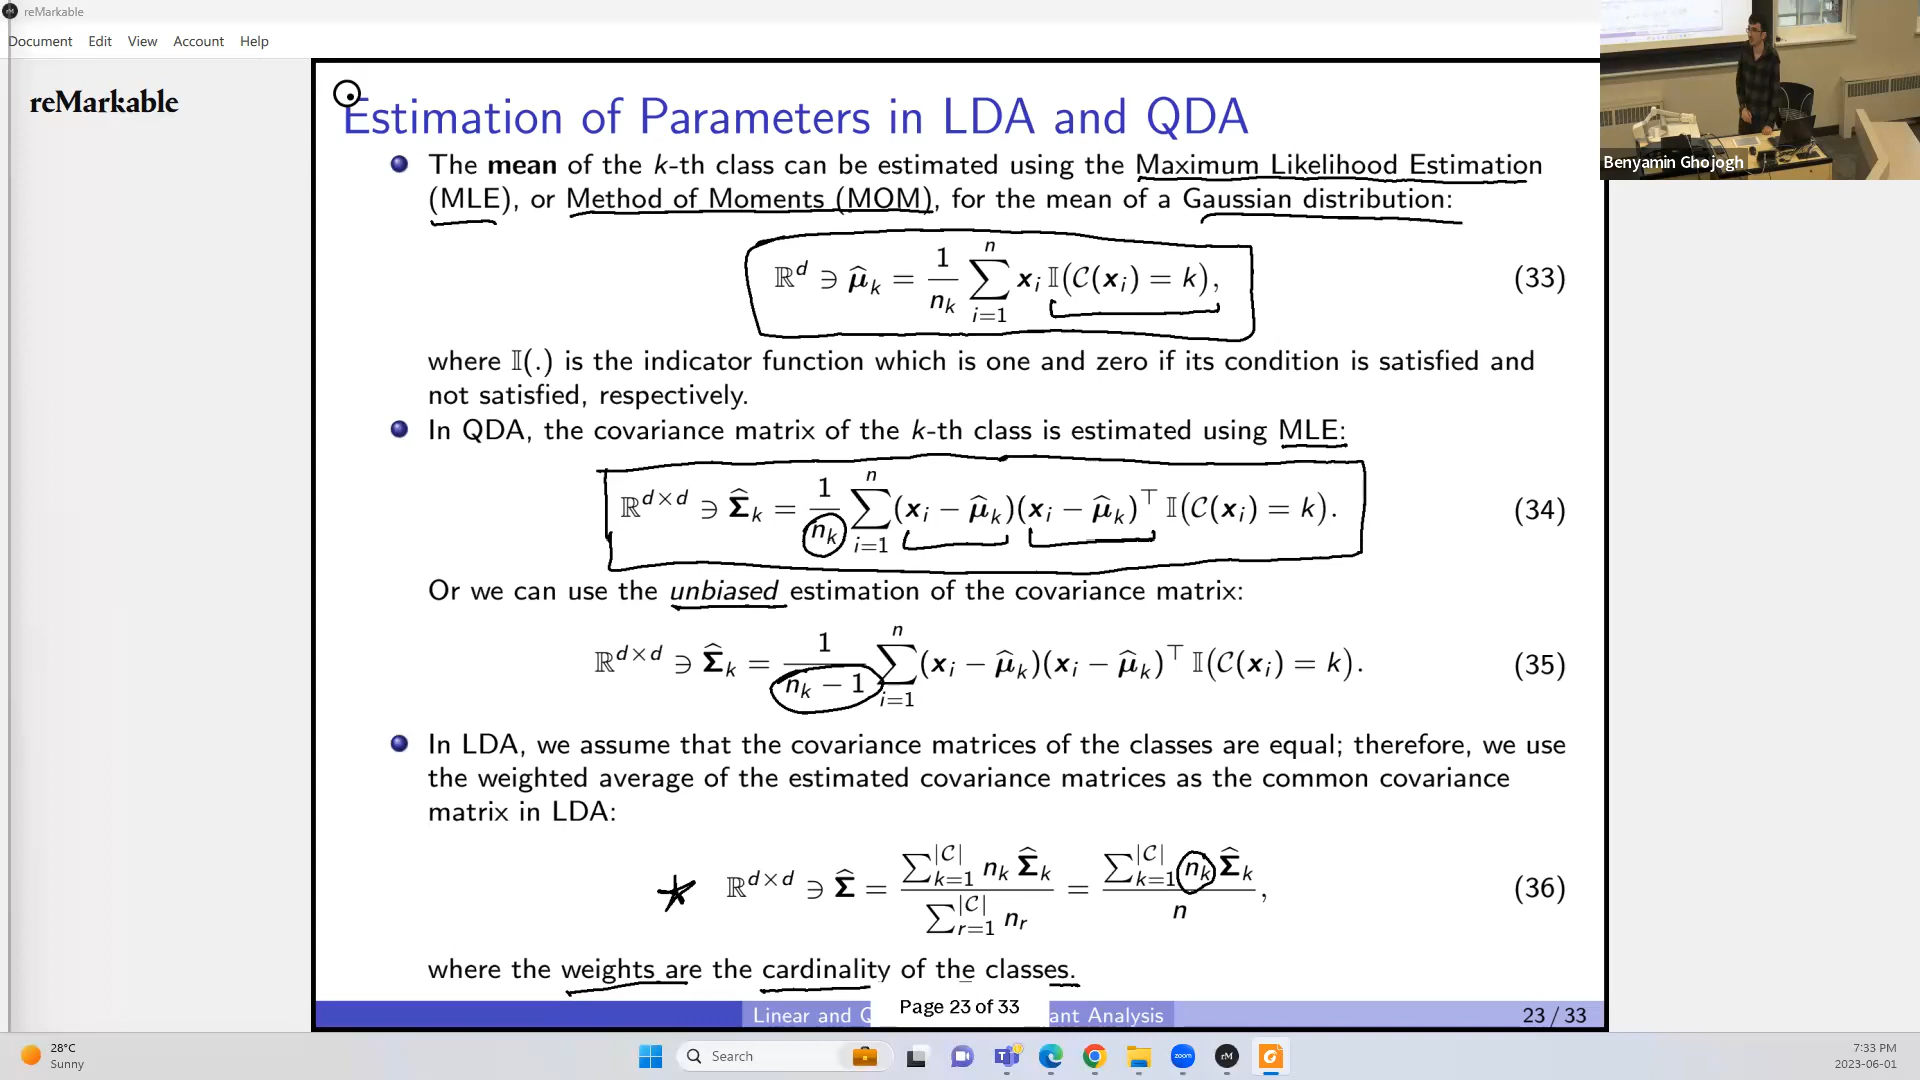 reMarkable
Document Edit View Account Help
reMarkable
Estimation of Parameters in LDA and QDA
The mean of the k-th class can be estimated using the Maximum Likelihood Estimation
(MLE), or Method of Moments (MOM), for the mean of a Gaussian distribution:
ℝ^d ∋ μ̂_k = 1/n_k ∑_{i=1}^{n} x_i 𝕀(𝒞(x_i) = k), (33)
where 𝕀(.) is the indicator function which is one and zero if its condition is satisfied and
not satisfied, respectively.
In QDA, the covariance matrix of the k-th class is estimated using MLE:
ℝ^{d×d} ∋ Σ̂_k = 1/n_k ∑_{i=1}^{n} (x_i − μ̂_k)(x_i − μ̂_k)^⊤ 𝕀(𝒞(x_i) = k). (34)
Or we can use the unbiased estimation of the covariance matrix:
ℝ^{d×d} ∋ Σ̂_k = 1/(n_k − 1) ∑_{i=1}^{n} (x_i − μ̂_k)(x_i − μ̂_k)^⊤ 𝕀(𝒞(x_i) = k). (35)
In LDA, we assume that the covariance matrices of the classes are equal; therefore, we use
the weighted average of the estimated covariance matrices as the common covariance
matrix in LDA:
ℝ^{d×d} ∋ Σ̂ = ∑_{k=1}^{|𝒞|} n_k Σ̂_k / ∑_{r=1}^{|𝒞|} n_r = ∑_{k=1}^{|𝒞|} n_k Σ̂_k / n, (36)
where the weights are the cardinality of the classes.
Linear and Q Page 23 of 33 ant Analysis 23 / 33
Benyamin Ghojogh
28°C
Sunny
Search
zoom
rM
7:33 PM
2023-06-01